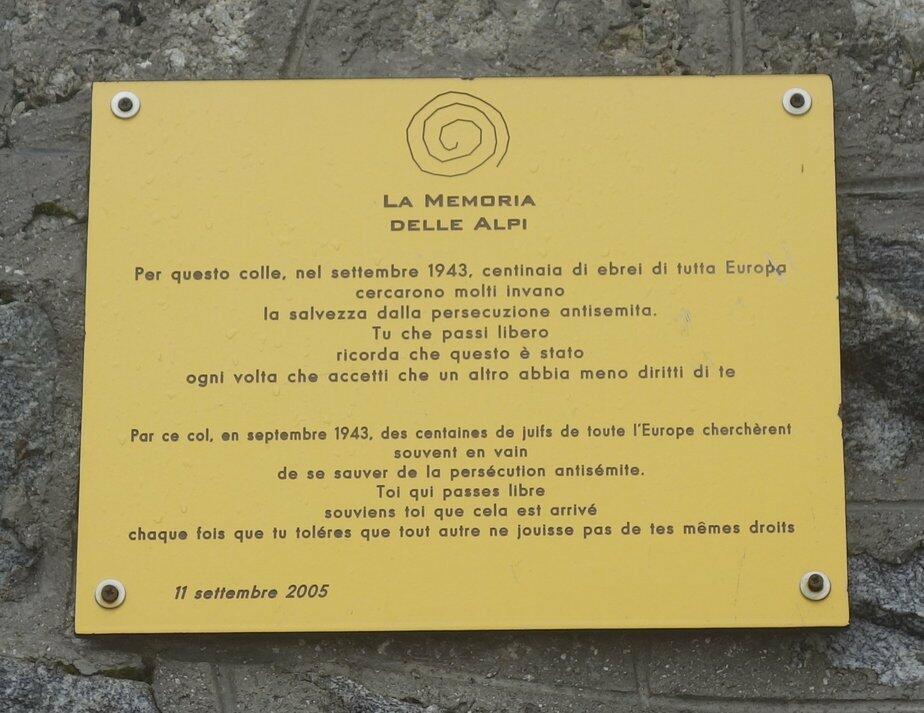 LA MEMORIA
DELLE ALPI
Per questo colle, nel settembre 1943, centinaia di ebrei di tutta Europa
cercarono molti invano
la salvezza dalla persecuzione antisemita.
Tu che passi libero
ricorda che questo è stato
ogni volta che accetti che un altro abbia meno diritti di te
Par ce col, en septembre 1943, des centaines de juifs de toute l'Europe cherchèrent
souvent en vain
de se sauver de la persécution antisémite.
Toi qui passes libre
souviens toi que cela est arrivé
chaque fois que tu toléres que tout autre ne jouisse pas de tes mêmes droits
11 settembre 2005